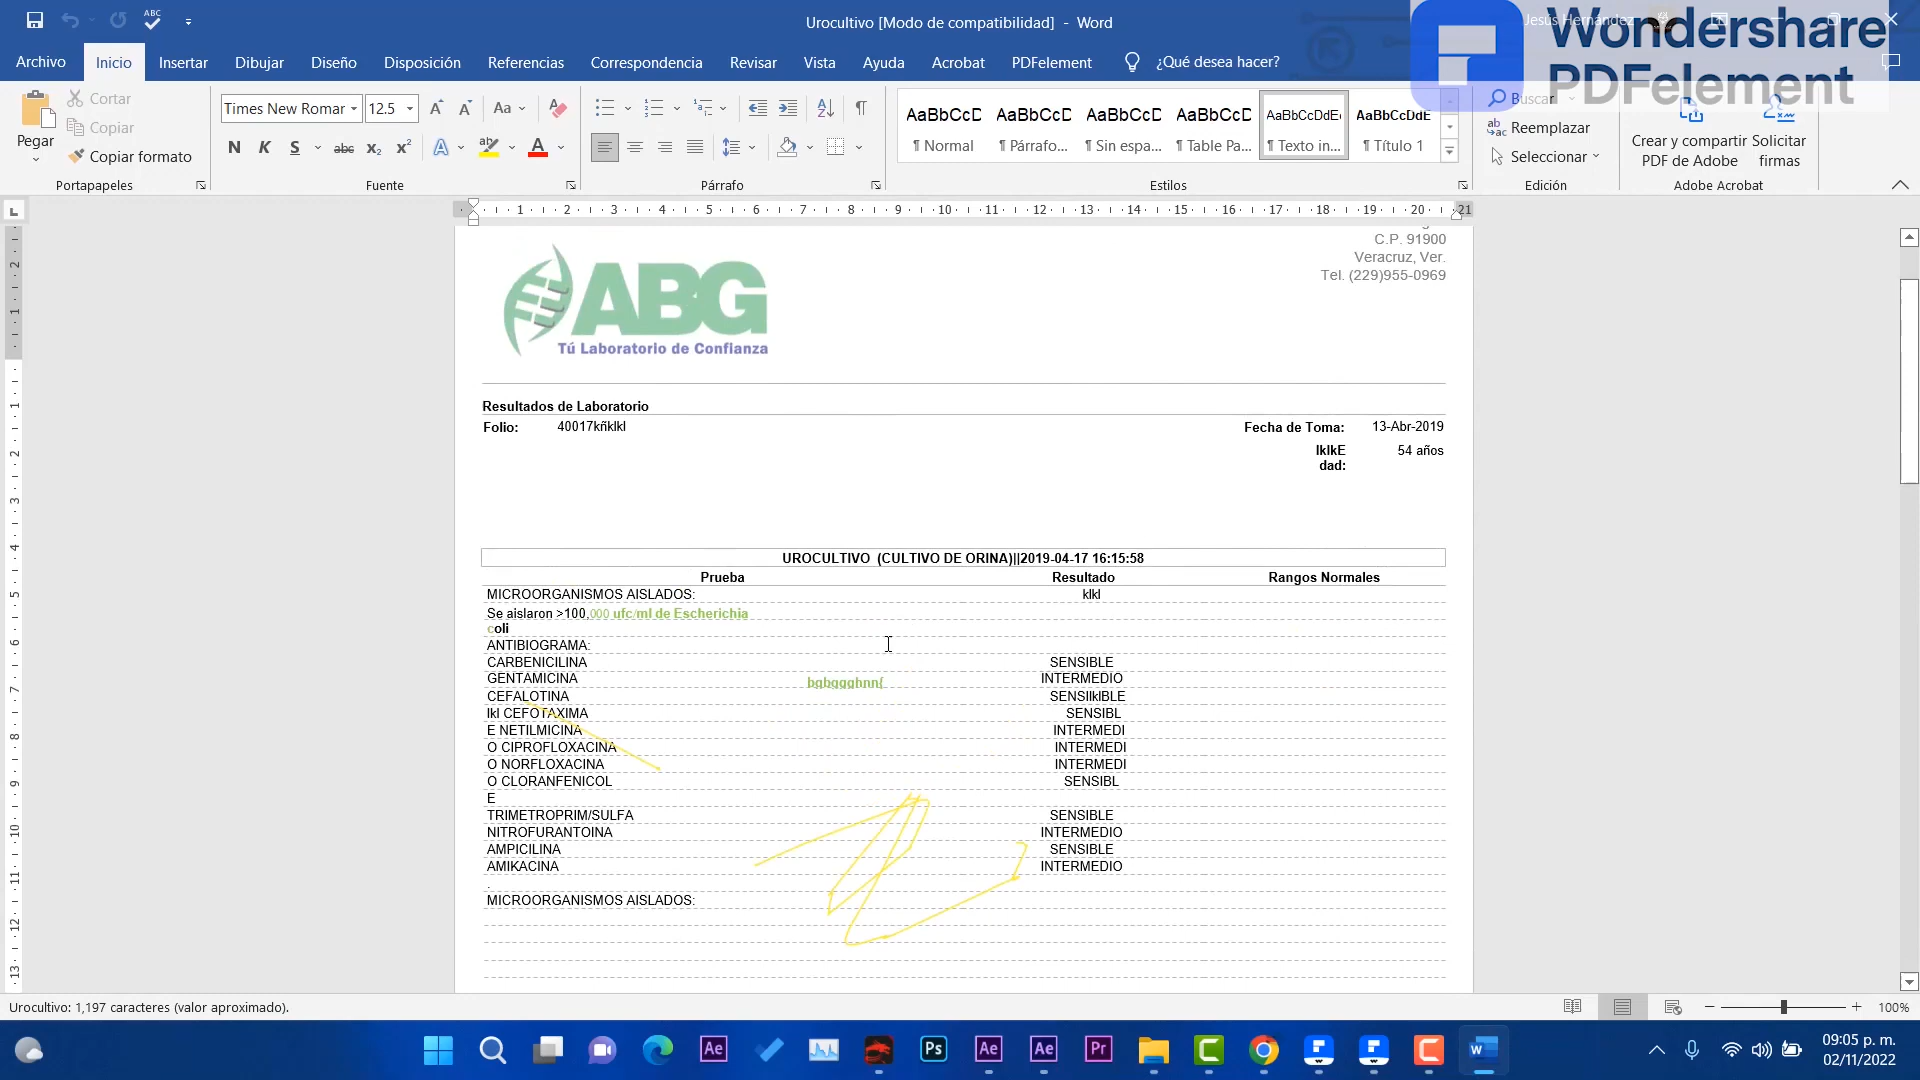 Urocultivo [Modo de compatibilidad] - Word
Jesús Hernández
Wondershare
PDFelement
Archivo
Inicio
Insertar
Dibujar
Diseño
Disposición
Referencias
Correspondencia
Revisar
Vista
Ayuda
Acrobat
PDFelement
¿Qué desea hacer?
Pegar
Cortar
Copiar
Copiar formato
Portapapeles
Times New Romar
12.5
Fuente
Párrafo
AaBbCcD
¶ Normal
AaBbCcD
¶ Párrafo...
AaBbCcD
¶ Sin espa...
AaBbCcD
¶ Table Pa...
AaBbCcDdE
¶ Texto in...
AaBbCcDdE
¶ Título 1
Estilos
Buscar
Reemplazar
Seleccionar
Edición
Crear y compartir
PDF de Adobe
Solicitar
firmas
Adobe Acrobat
C.P. 91900
Veracruz, Ver.
Tel. (229)955-0969
ABG
Tú Laboratorio de Confianza
Resultados de Laboratorio
Folio: 40017kñklkl Fecha de Toma: 13-Abr-2019
lklkE 54 años
dad:
UROCULTIVO (CULTIVO DE ORINA)||2019-04-17 16:15:58
Prueba Resultado Rangos Normales
MICROORGANISMOS AISLADOS: klkl
Se aislaron >100,000 ufc/ml de Escherichia
coli
ANTIBIOGRAMA:
CARBENICILINA SENSIBLE
GENTAMICINA bgbggghnn{ INTERMEDIO
CEFALOTINA SENSIlklBLE
lkl CEFOTAXIMA SENSIBL
E NETILMICINA INTERMEDI
O CIPROFLOXACINA INTERMEDI
O NORFLOXACINA INTERMEDI
O CLORANFENICOL SENSIBL
E
TRIMETROPRIM/SULFA SENSIBLE
NITROFURANTOINA INTERMEDIO
AMPICILINA SENSIBLE
AMIKACINA INTERMEDIO
.
MICROORGANISMOS AISLADOS:
Urocultivo: 1,197 caracteres (valor aproximado).
100%
09:05 p. m.
02/11/2022